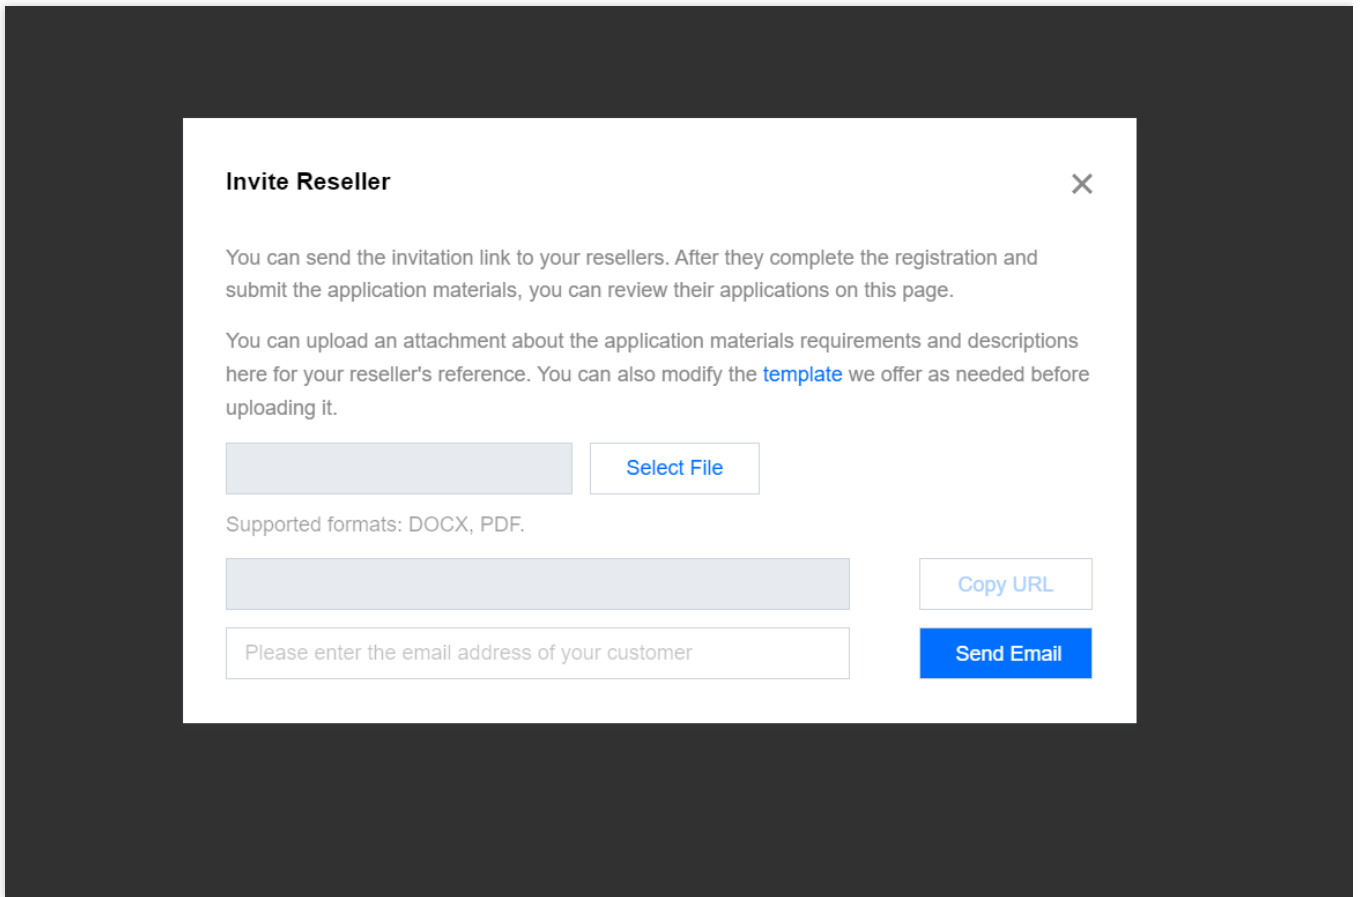 Invite Reseller
You can send the invitation link to your resellers. After they complete the registration and
submit the application materials, you can review their applications on this page.
You can upload an attachment about the application materials requirements and descriptions
here for your reseller's reference. You can also modify the template we offer as needed before
uploading it.
Select File
Supported formats: DOCX, PDF.
Copy URL
Please enter the email address of your customer
Send Email